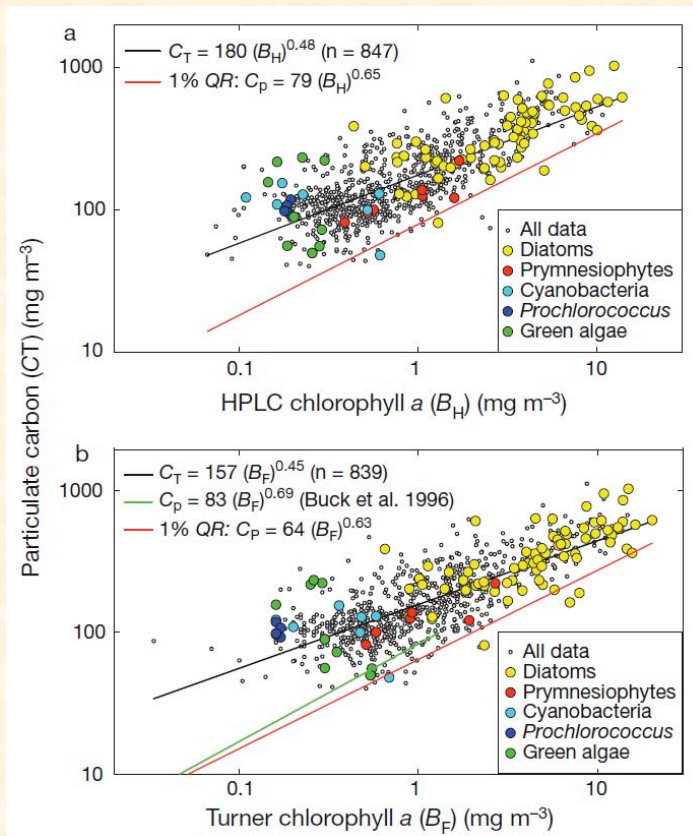 a
C_T = 180 (B_H)^0.48 (n = 847)
1% QR: C_p = 79 (B_H)^0.65
1000
100
10
All data
Diatoms
Prymnesiophytes
Cyanobacteria
Prochlorococcus
Green algae
0.1 1 10
HPLC chlorophyll a (B_H) (mg m⁻³)
Particulate carbon (CT) (mg m⁻³)
b
C_T = 157 (B_F)^0.45 (n = 839)
C_p = 83 (B_F)^0.69 (Buck et al. 1996)
1% QR: C_P = 64 (B_F)^0.63
1000
100
10
All data
Diatoms
Prymnesiophytes
Cyanobacteria
Prochlorococcus
Green algae
0.1 1 10
Turner chlorophyll a (B_F) (mg m⁻³)